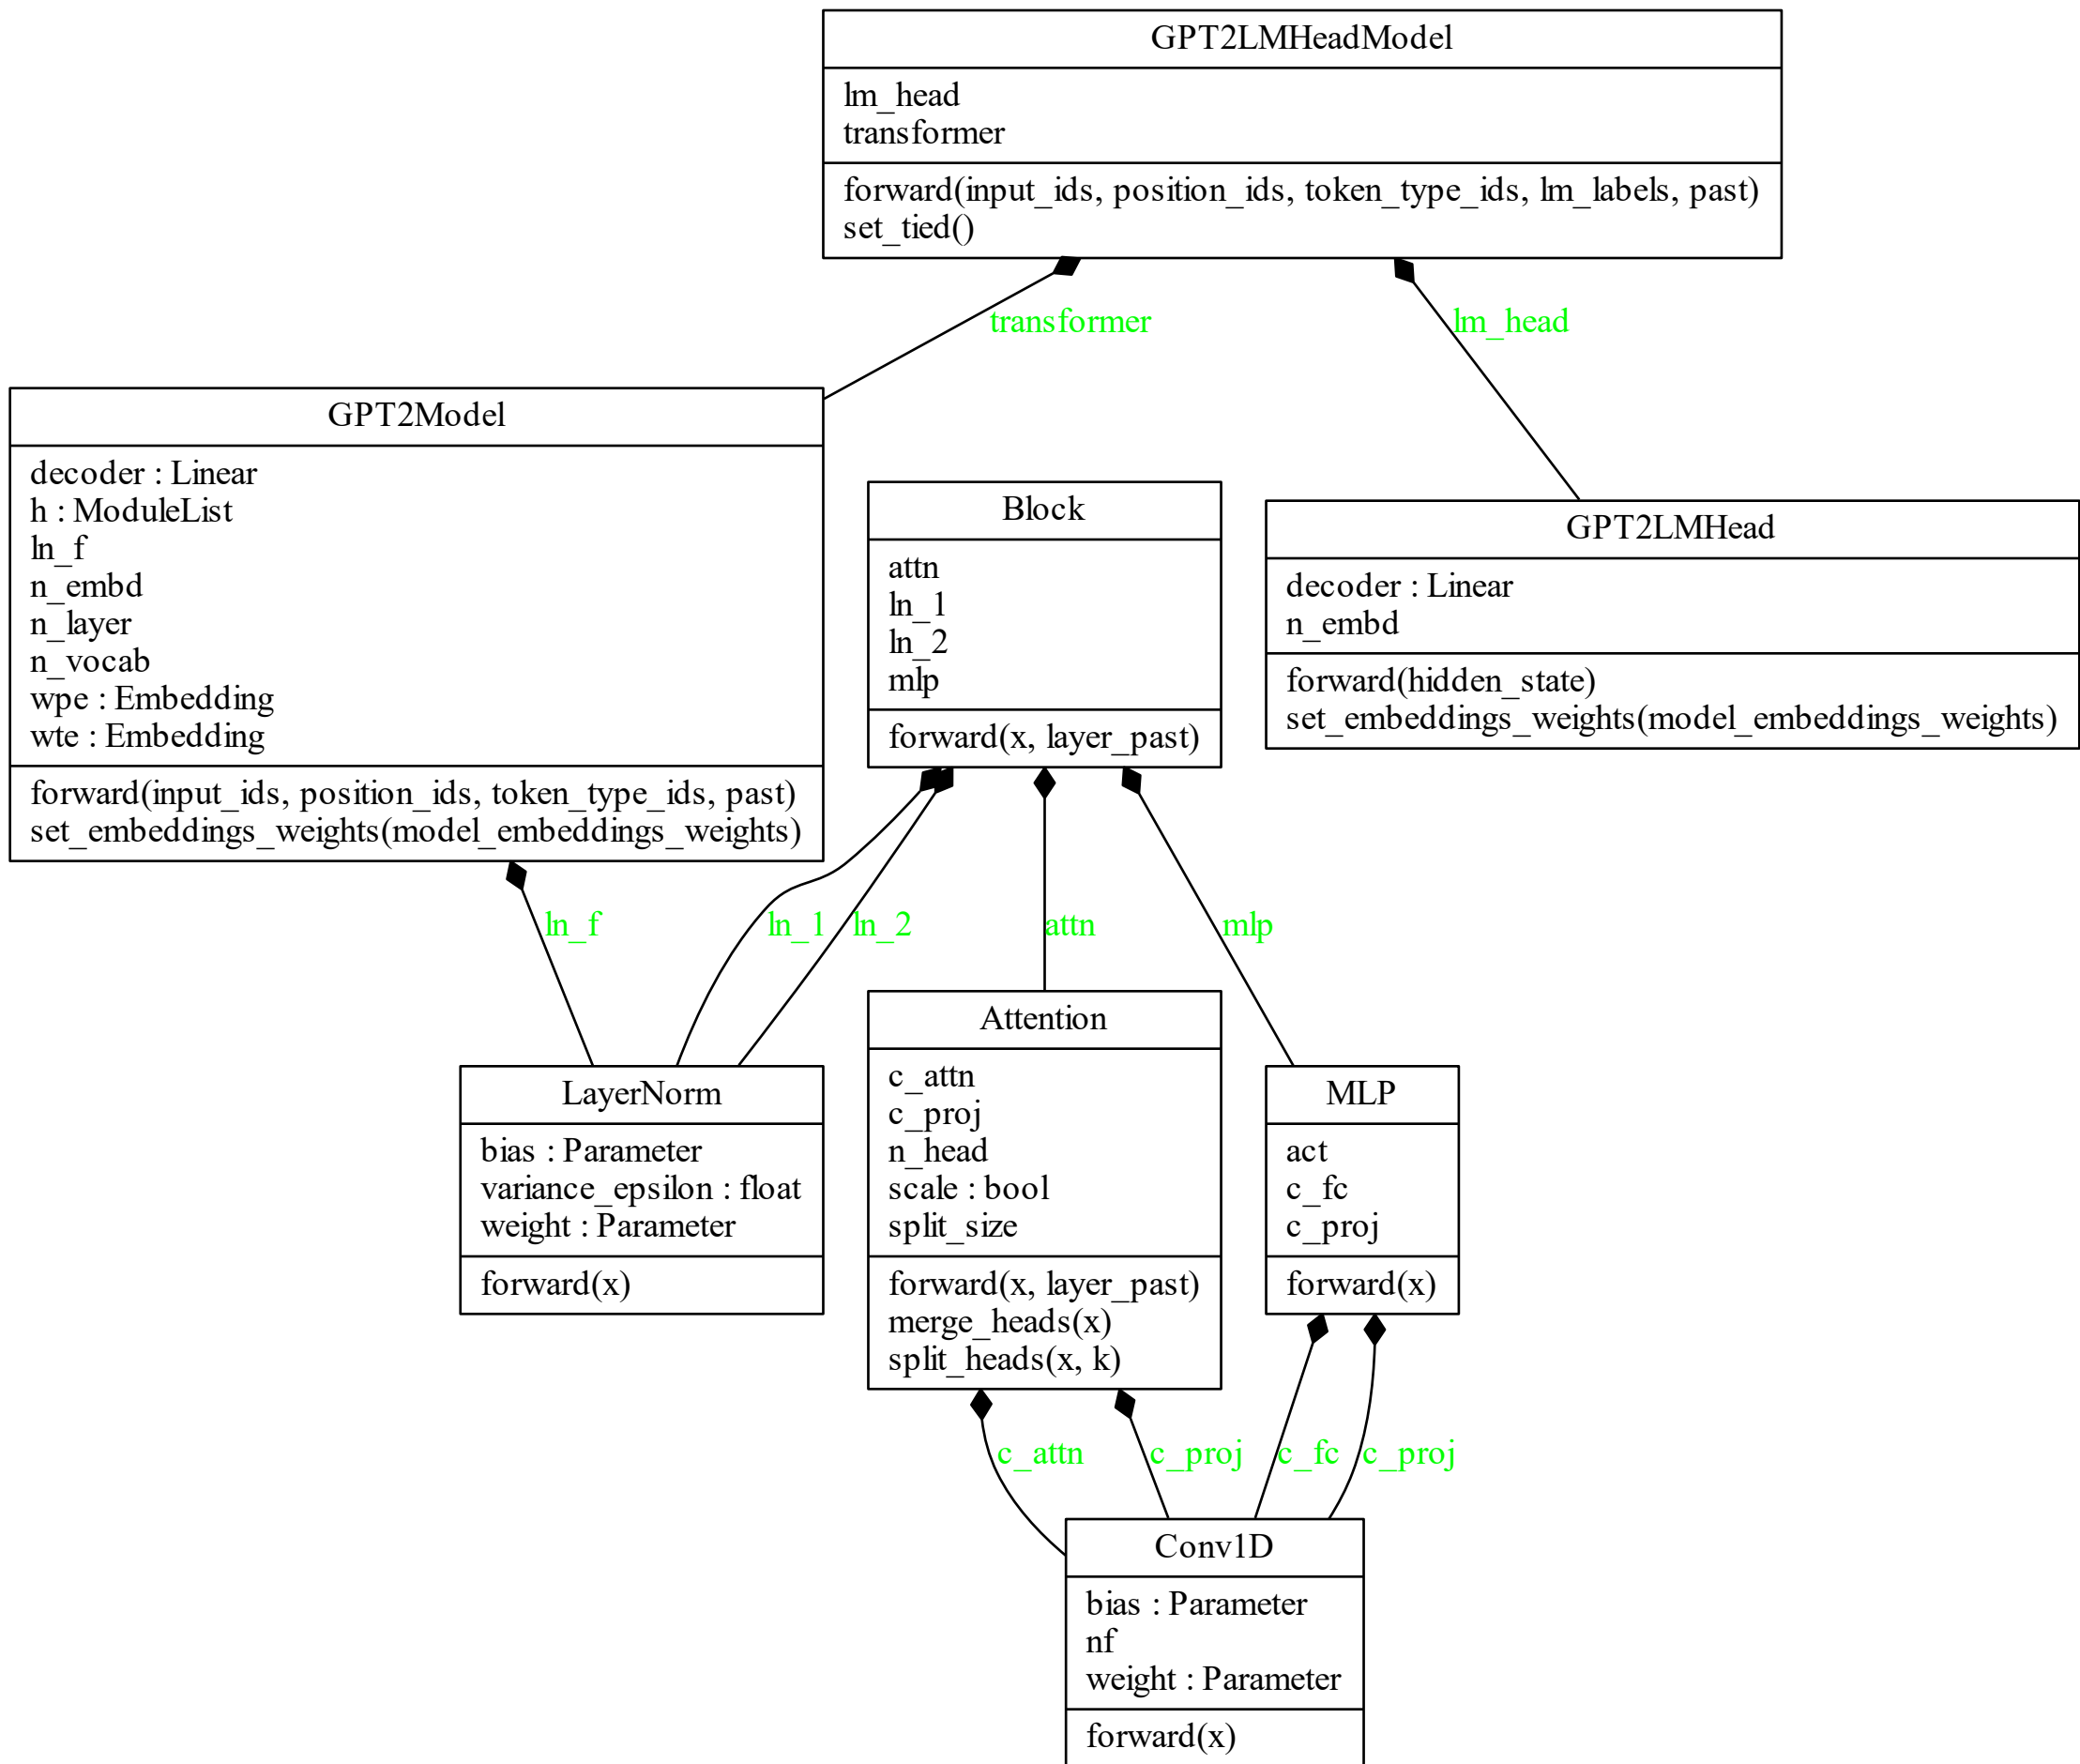 GPT2LMHeadModel
lm_head
transformer
forward(input_ids, position_ids, token_type_ids, lm_labels, past)
set_tied()
transformer
lm_head
GPT2Model
decoder : Linear
h : ModuleList
ln_f
n_embd
n_layer
n_vocab
wpe : Embedding
wte : Embedding
forward(input_ids, position_ids, token_type_ids, past)
set_embeddings_weights(model_embeddings_weights)
Block
attn
ln_1
ln_2
mlp
forward(x, layer_past)
GPT2LMHead
decoder : Linear
n_embd
forward(hidden_state)
set_embeddings_weights(model_embeddings_weights)
ln_f
ln_1
ln_2
attn
mlp
LayerNorm
bias : Parameter
variance_epsilon : float
weight : Parameter
forward(x)
Attention
c_attn
c_proj
n_head
scale : bool
split_size
forward(x, layer_past)
merge_heads(x)
split_heads(x, k)
MLP
act
c_fc
c_proj
forward(x)
c_attn
c_proj
c_fc
c_proj
Conv1D
bias : Parameter
nf
weight : Parameter
forward(x)